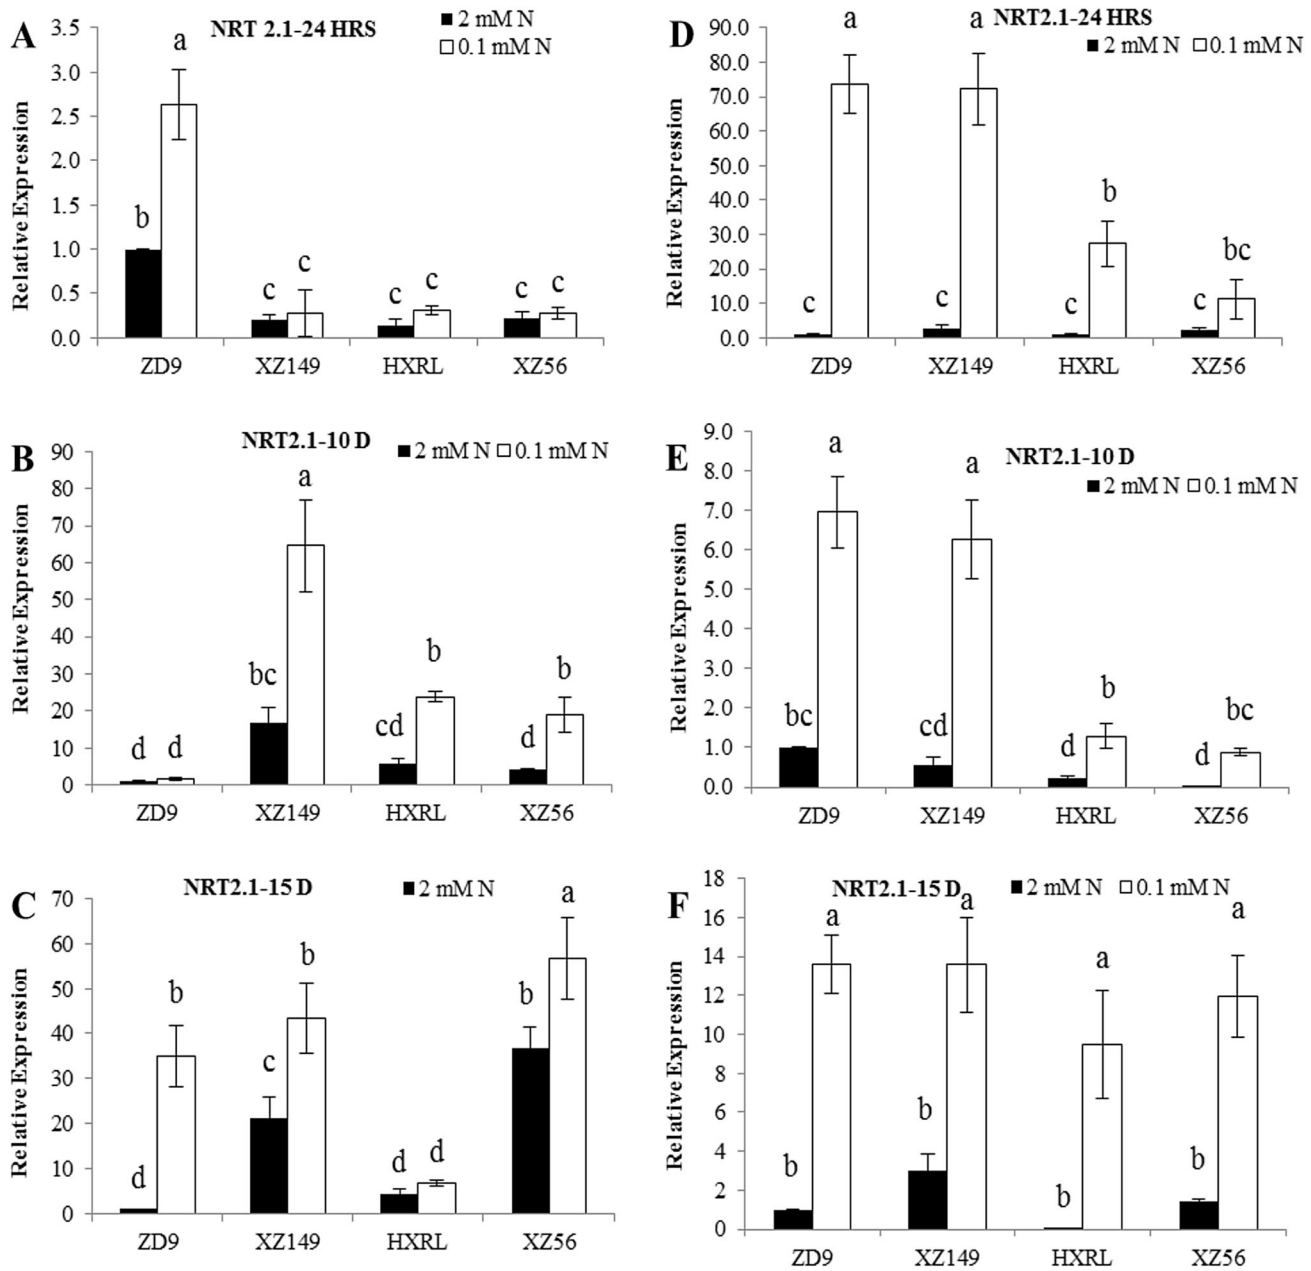 A
NRT 2.1-24 HRS
2 mM N
0.1 mM N
Relative Expression
3.5
3.0
2.5
2.0
1.5
1.0
0.5
0.0
b a c c c c c c
ZD9 XZ149 HXRL XZ56
D
NRT2.1-24 HRS
2 mM N 0.1 mM N
Relative Expression
90.0
80.0
70.0
60.0
50.0
40.0
30.0
20.0
10.0
0.0
c a c a c b c bc
ZD9 XZ149 HXRL XZ56
B
NRT2.1-10 D
2 mM N 0.1 mM N
Relative Expression
90
80
70
60
50
40
30
20
10
0
d d bc a cd b d b
ZD9 XZ149 HXRL XZ56
E
NRT2.1-10 D
2 mM N 0.1 mM N
Relative Expression
9.0
8.0
7.0
6.0
5.0
4.0
3.0
2.0
1.0
0.0
bc a cd a d b d bc
ZD9 XZ149 HXRL XZ56
C
NRT2.1-15 D
2 mM N
Relative Expression
70
60
50
40
30
20
10
0
d b c b d d b a
ZD9 XZ149 HXRL XZ56
F
NRT2.1-15 D
2 mM N 0.1 mM N
Relative Expression
18
16
14
12
10
8
6
4
2
0
b a b a b a b a
ZD9 XZ149 HXRL XZ56